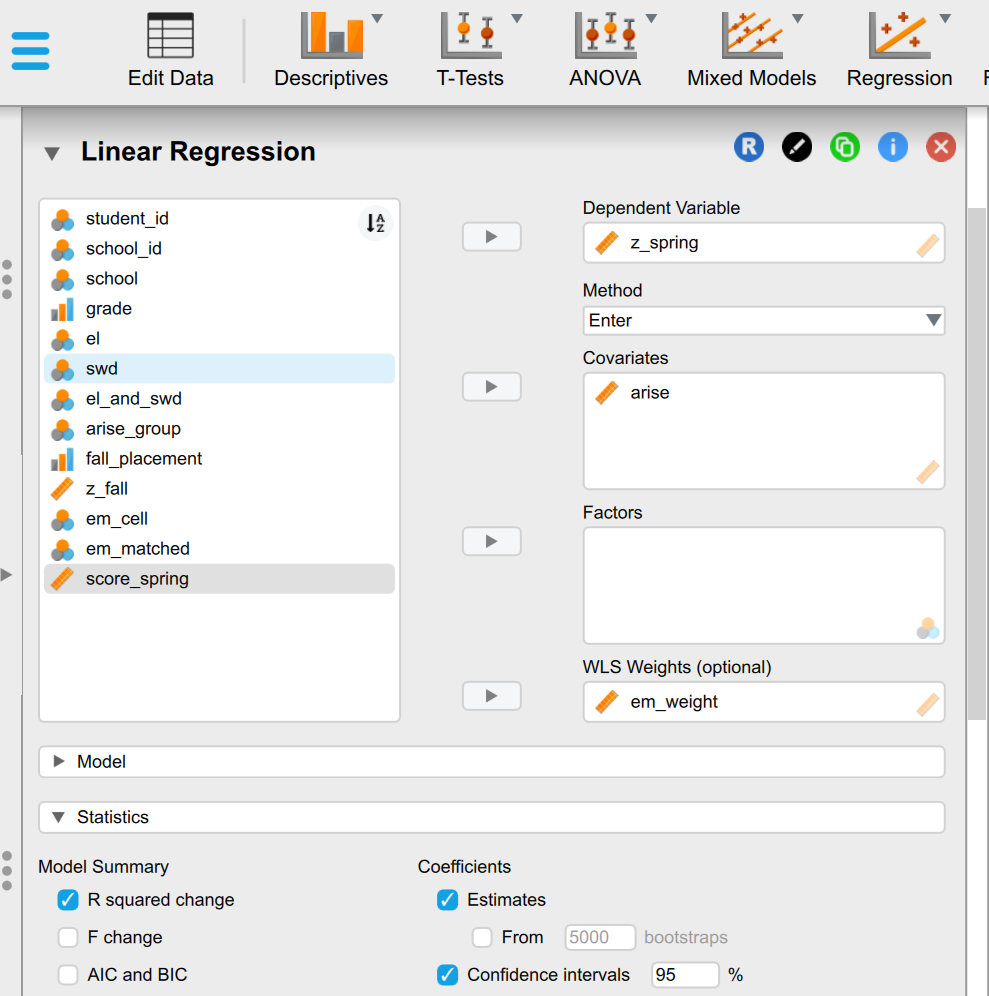 Edit Data
Descriptives
T-Tests
ANOVA
Mixed Models
Regression
F
Linear Regression
R
i
student_id
school_id
school
grade
el
swd
el_and_swd
arise_group
fall_placement
z_fall
em_cell
em_matched
score_spring
A
Z
Dependent Variable
z_spring
Method
Enter
Covariates
arise
Factors
WLS Weights (optional)
em_weight
Model
Statistics
Model Summary
R squared change
F change
AIC and BIC
Coefficients
Estimates
From 5000 bootstraps
Confidence intervals 95 %